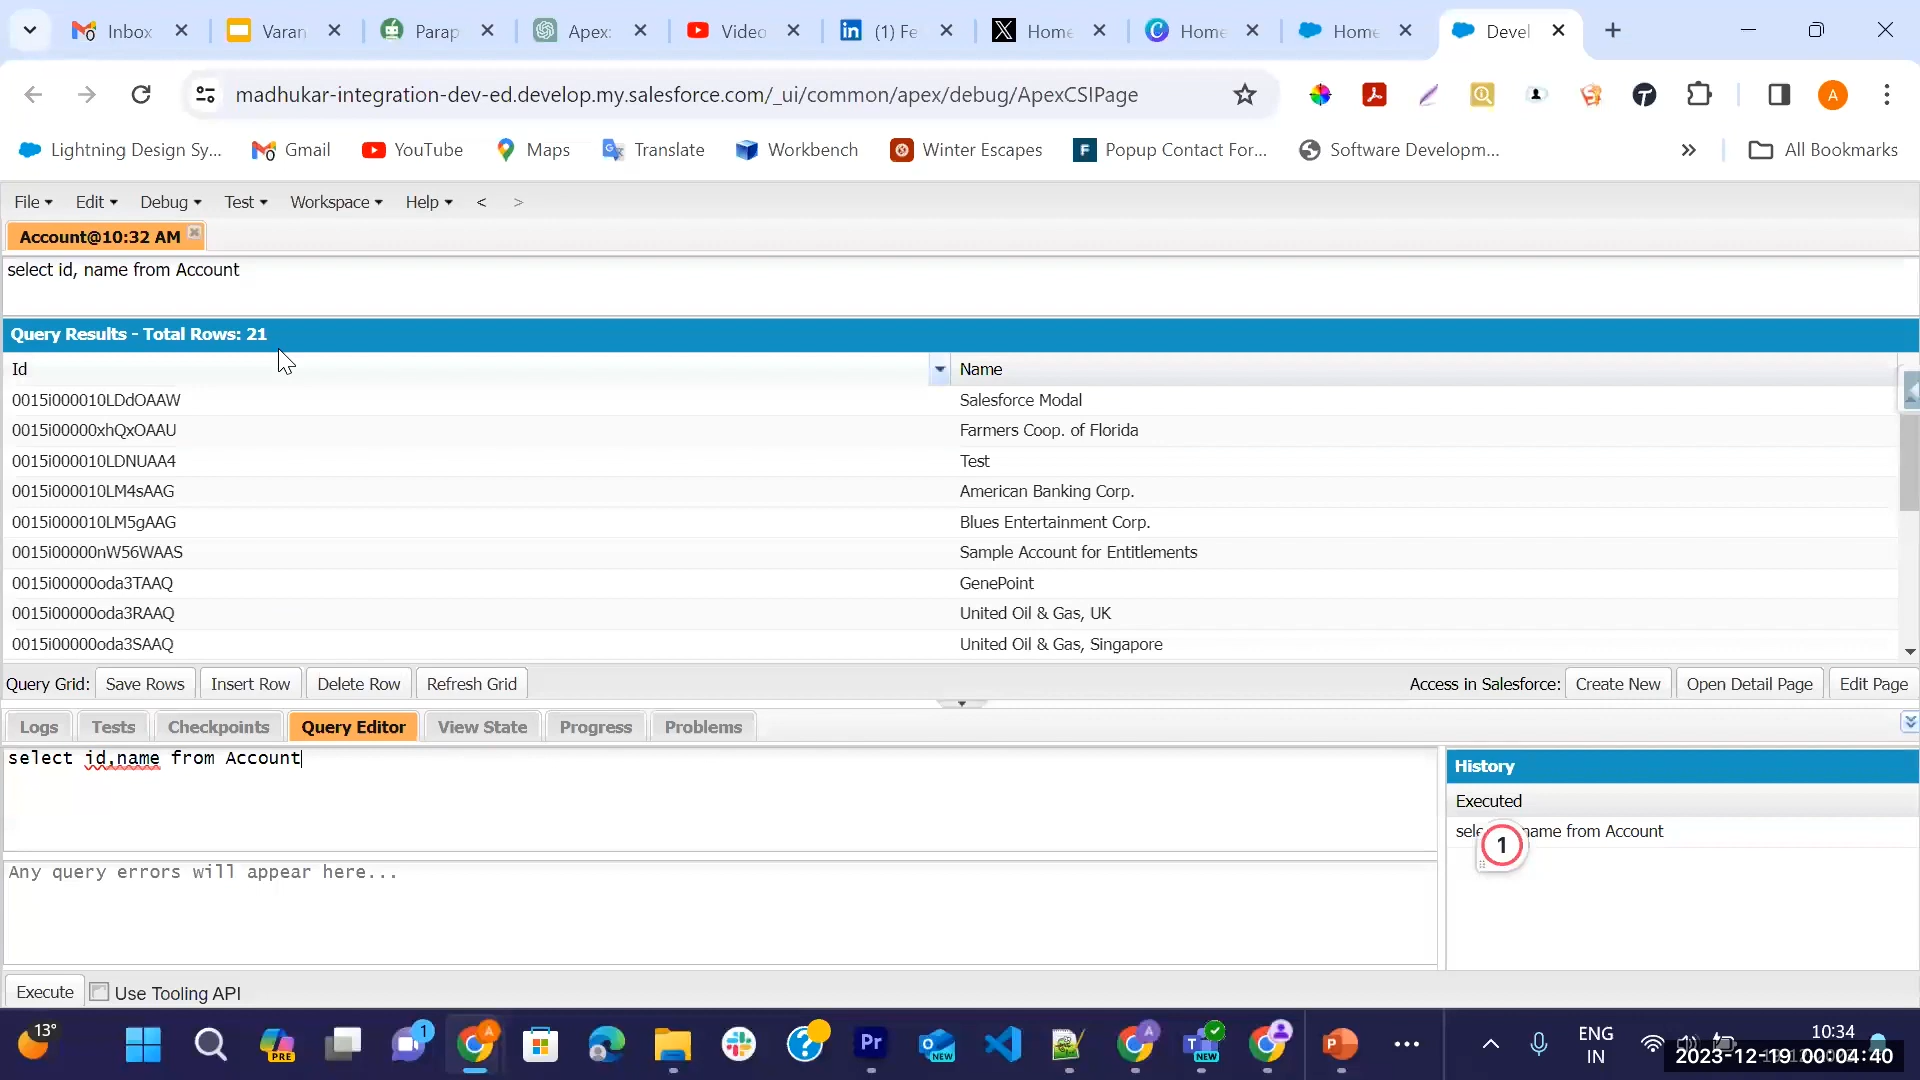 Inbox
Varan
Parap
Apex:
Video
(1) Fe
Home
Home
Home
Devel
madhukar-integration-dev-ed.develop.my.salesforce.com/_ui/common/apex/debug/ApexCSIPage
A
Lightning Design Sy...
Gmail
YouTube
Maps
Translate
Workbench
Winter Escapes
Popup Contact For...
Software Developm...
»
All Bookmarks
File
Edit
Debug
Test
Workspace
Help
<
>
Account@10:32 AM
select id, name from Account
Query Results - Total Rows: 21
Id Name
0015i000010LDdOAAW Salesforce Modal
0015i00000xhQxOAAU Farmers Coop. of Florida
0015i000010LDNUAA4 Test
0015i000010LM4sAAG American Banking Corp.
0015i000010LM5gAAG Blues Entertainment Corp.
0015i00000nW56WAAS Sample Account for Entitlements
0015i00000oda3TAAQ GenePoint
0015i00000oda3RAAQ United Oil & Gas, UK
0015i00000oda3SAAQ United Oil & Gas, Singapore
Query Grid: Save Rows Insert Row Delete Row Refresh Grid Access in Salesforce: Create New Open Detail Page Edit Page
Logs Tests Checkpoints Query Editor View State Progress Problems
select id,name from Account
History
Executed
name from Account
1
Any query errors will appear here...
Execute Use Tooling API
13°
PRE
1
A
Pr
NEW
A
NEW
ENG
IN
10:34
2023-12-19 00:04:40